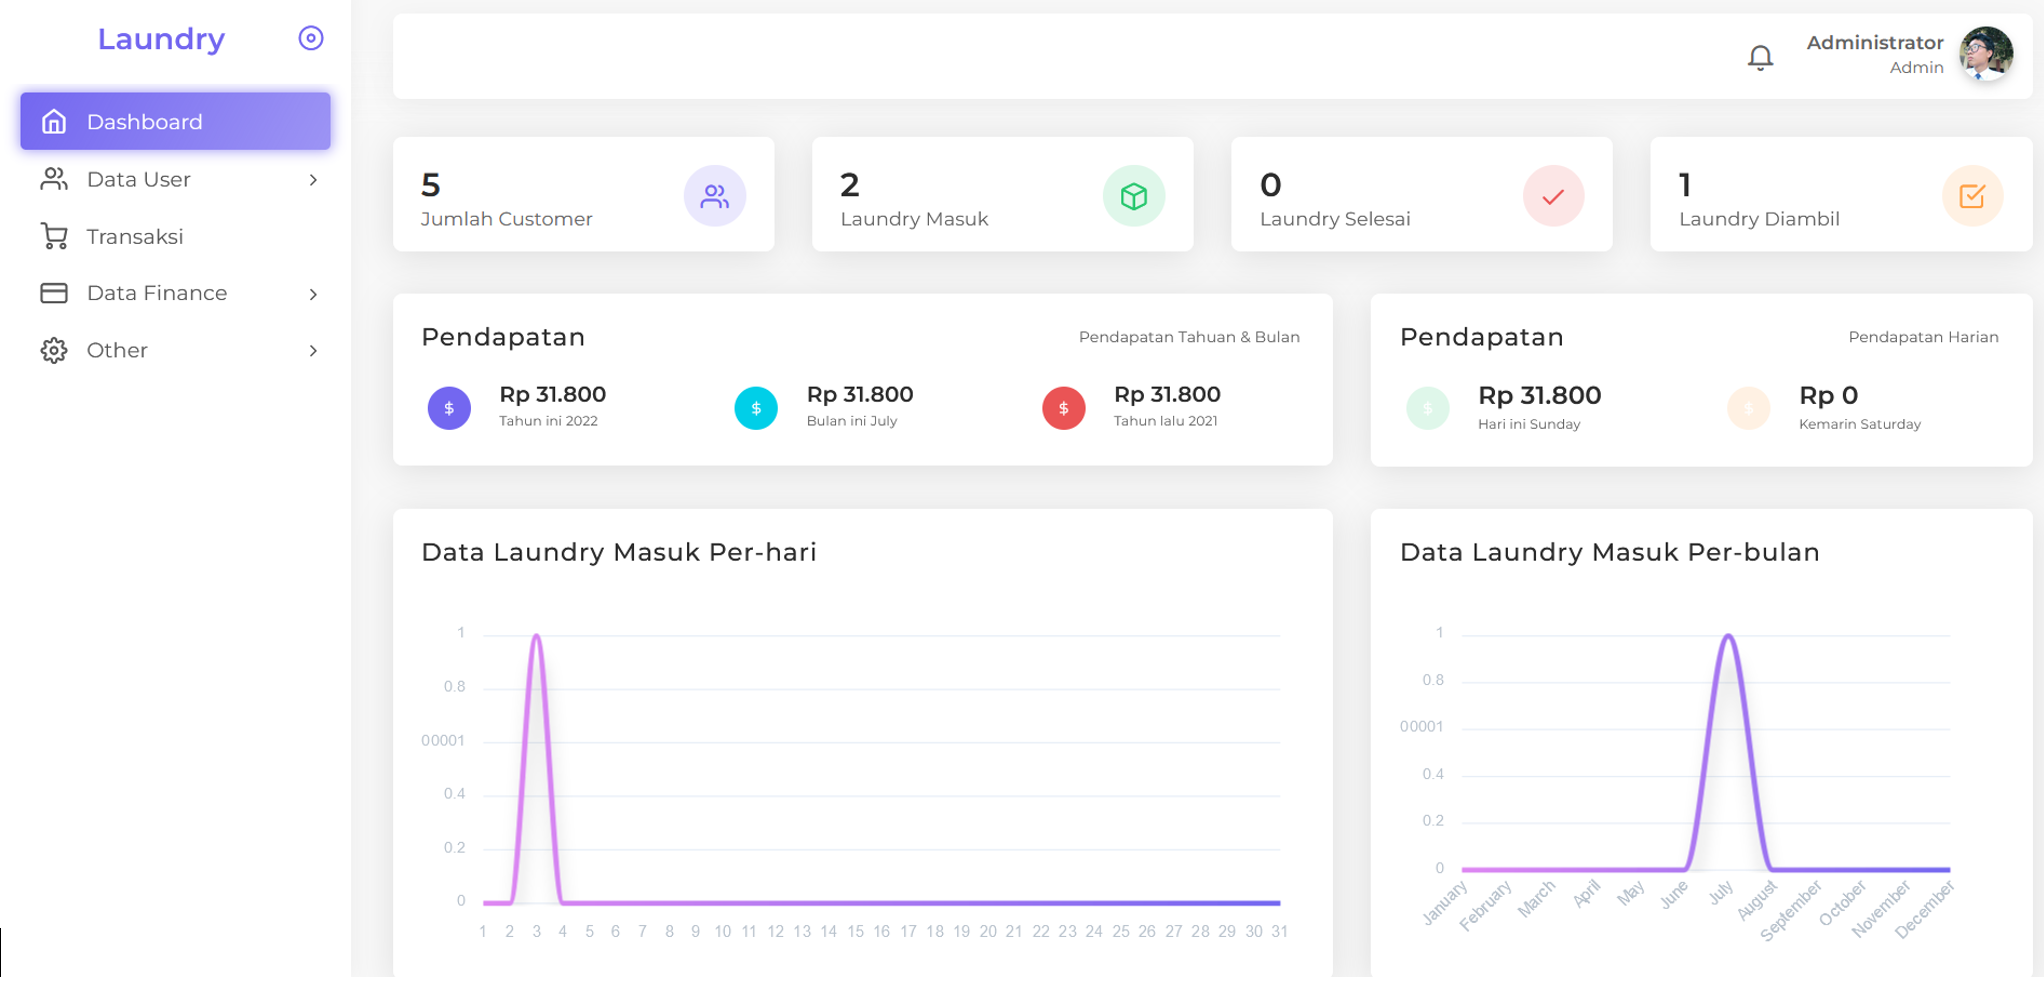 Laundry
Dashboard
Data User
Transaksi
Data Finance
Other
Administrator
Admin
5
Jumlah Customer
2
Laundry Masuk
0
Laundry Selesai
1
Laundry Diambil
Pendapatan
Pendapatan Tahuan & Bulan
$
Rp 31.800
Tahun ini 2022
$
Rp 31.800
Bulan ini July
$
Rp 31.800
Tahun lalu 2021
Pendapatan
Pendapatan Harian
$
Rp 31.800
Hari ini Sunday
$
Rp 0
Kemarin Saturday
Data Laundry Masuk Per-hari
1
0.8
00001
0.4
0.2
0
1 2 3 4 5 6 7 8 9 10 11 12 13 14 15 16 17 18 19 20 21 22 23 24 25 26 27 28 29 30 31
Data Laundry Masuk Per-bulan
1
0.8
00001
0.4
0.2
0
January February March April May June July August September October November December